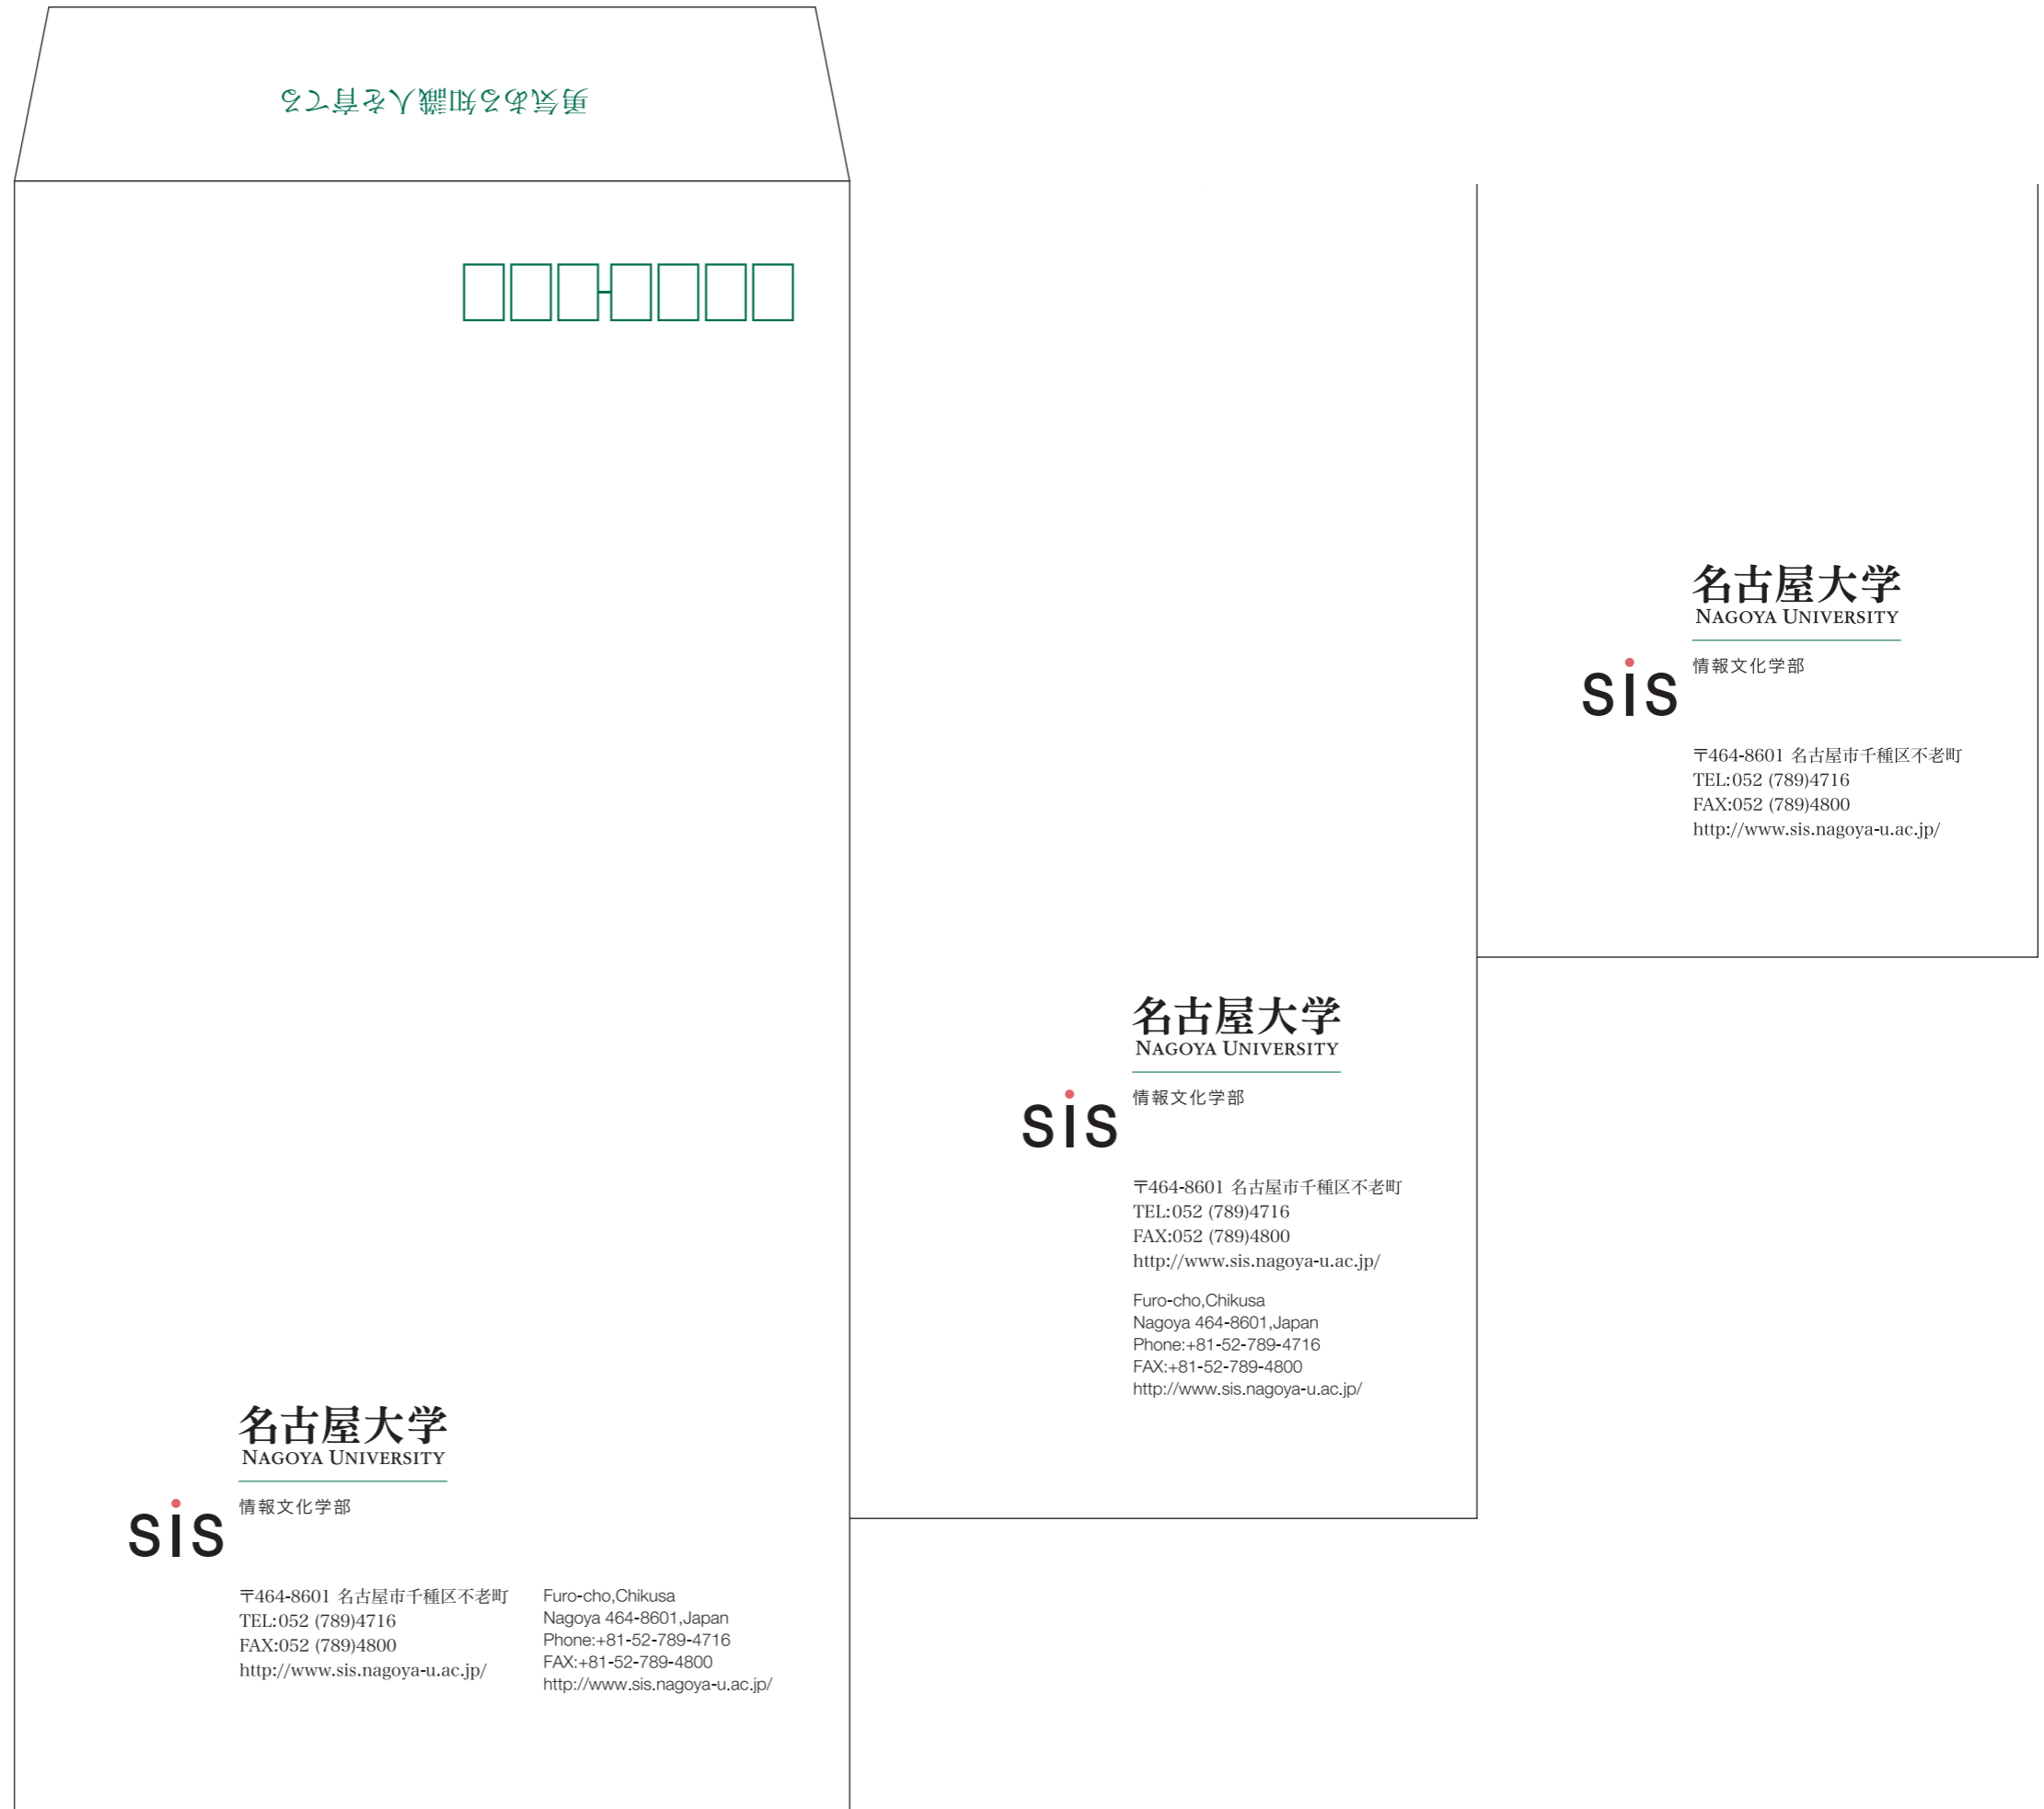 勇気ある知識人を育てる
名古屋大学
NAGOYA UNIVERSITY
情報文化学部
sis
〒464-8601 名古屋市千種区不老町
TEL:052 (789)4716
FAX:052 (789)4800
http://www.sis.nagoya-u.ac.jp/
Furo-cho,Chikusa
Nagoya 464-8601,Japan
Phone:+81-52-789-4716
FAX:+81-52-789-4800
http://www.sis.nagoya-u.ac.jp/
名古屋大学
NAGOYA UNIVERSITY
情報文化学部
sis
〒464-8601 名古屋市千種区不老町
TEL:052 (789)4716
FAX:052 (789)4800
http://www.sis.nagoya-u.ac.jp/
Furo-cho,Chikusa
Nagoya 464-8601,Japan
Phone:+81-52-789-4716
FAX:+81-52-789-4800
http://www.sis.nagoya-u.ac.jp/
名古屋大学
NAGOYA UNIVERSITY
情報文化学部
sis
〒464-8601 名古屋市千種区不老町
TEL:052 (789)4716
FAX:052 (789)4800
http://www.sis.nagoya-u.ac.jp/